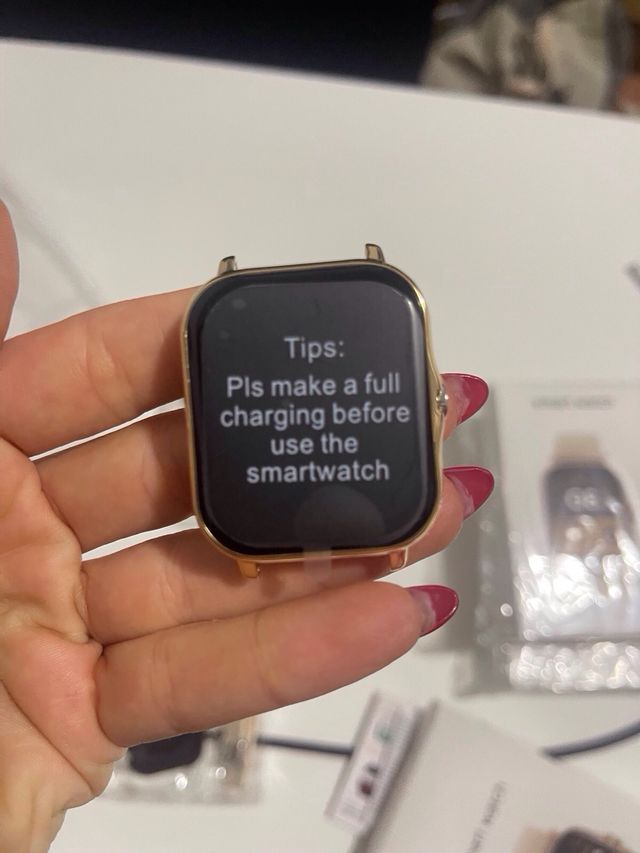 Tips:
Pls make a full
charging before
use the
smartwatch